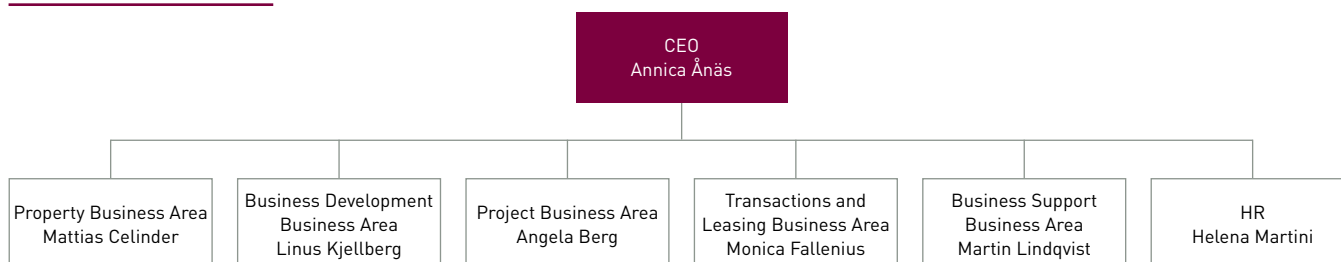 CEO
Annica Ånäs
Property Business Area
Mattias Celinder
Business Development
Business Area
Linus Kjellberg
Project Business Area
Angela Berg
Transactions and
Leasing Business Area
Monica Fallenius
Business Support
Business Area
Martin Lindqvist
HR
Helena Martini